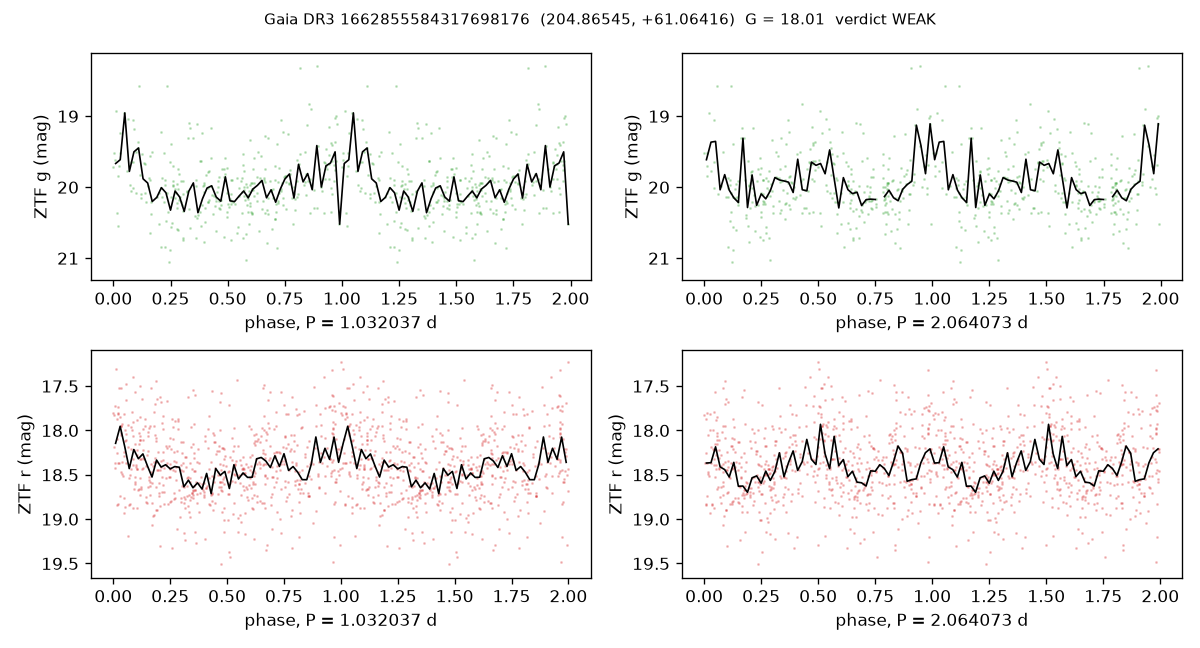 Gaia DR3 1662855584317698176 (204.86545, +61.06416) G = 18.01 verdict WEAK
ZTF g (mag)
19
20
21
0.00 0.25 0.50 0.75 1.00 1.25 1.50 1.75 2.00
phase, P = 1.032037 d
ZTF g (mag)
19
20
21
0.00 0.25 0.50 0.75 1.00 1.25 1.50 1.75 2.00
phase, P = 2.064073 d
ZTF r (mag)
17.5
18.0
18.5
19.0
19.5
0.00 0.25 0.50 0.75 1.00 1.25 1.50 1.75 2.00
phase, P = 1.032037 d
ZTF r (mag)
17.5
18.0
18.5
19.0
19.5
0.00 0.25 0.50 0.75 1.00 1.25 1.50 1.75 2.00
phase, P = 2.064073 d